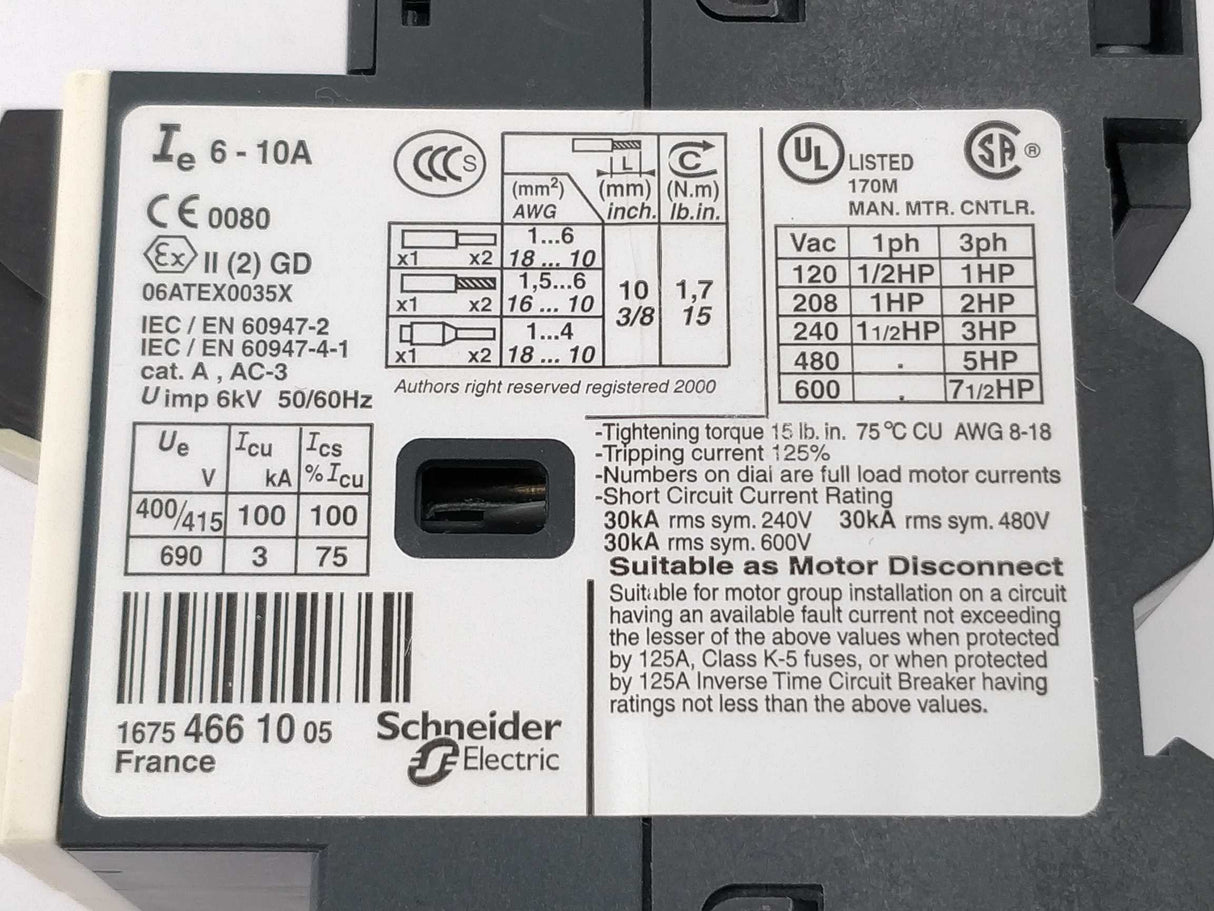 Ie 6 - 10A
CE 0080
Ex II (2) GD
06ATEX0035X
IEC / EN 60947-2
IEC / EN 60947-4-1
cat. A , AC-3
U imp 6kV 50/60Hz
Ue V Icu kA Ics % Icu
400/415 100 100
690 3 75
1675 466 10 05
France
Schneider
Electric
CCC S
L C
(mm²) (mm) (N.m)
AWG inch. lb.in.
1...6
x1 x2 18 ... 10
1,5...6
x1 x2 16 ... 10
1...4
x1 x2 18 ... 10
10 1,7
3/8 15
Authors right reserved registered 2000
UL LISTED SA ®
170M
MAN. MTR. CNTLR.
Vac 1ph 3ph
120 1/2HP 1HP
208 1HP 2HP
240 11/2HP 3HP
480 . 5HP
600 . 71/2HP
-Tightening torque 15 lb. in. 75 °C CU AWG 8-18
-Tripping current 125%
-Numbers on dial are full load motor currents
-Short Circuit Current Rating
30kA rms sym. 240V 30kA rms sym. 480V
30kA rms sym. 600V
Suitable as Motor Disconnect
Suitable for motor group installation on a circuit
having an available fault current not exceeding
the lesser of the above values when protected
by 125A, Class K-5 fuses, or when protected
by 125A Inverse Time Circuit Breaker having
ratings not less than the above values.